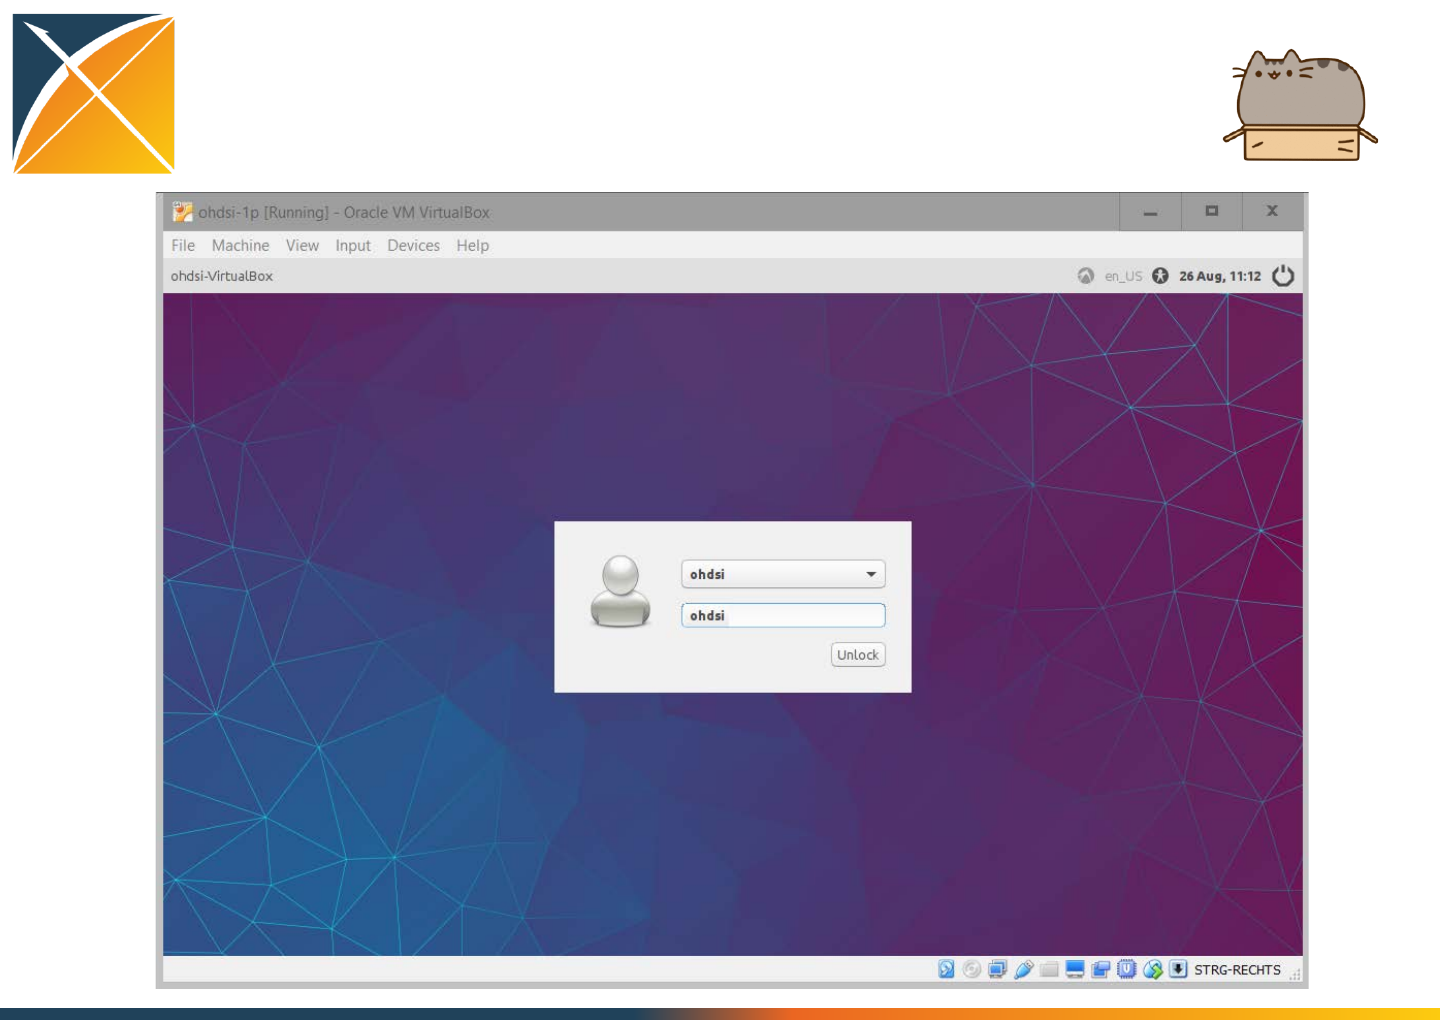 ohdsi-1p [Running] - Oracle VM VirtualBox
File Machine View Input Devices Help
ohdsi-VirtualBox en_US 26 Aug, 11:12
ohdsi
ohdsi
Unlock
STRG-RECHTS